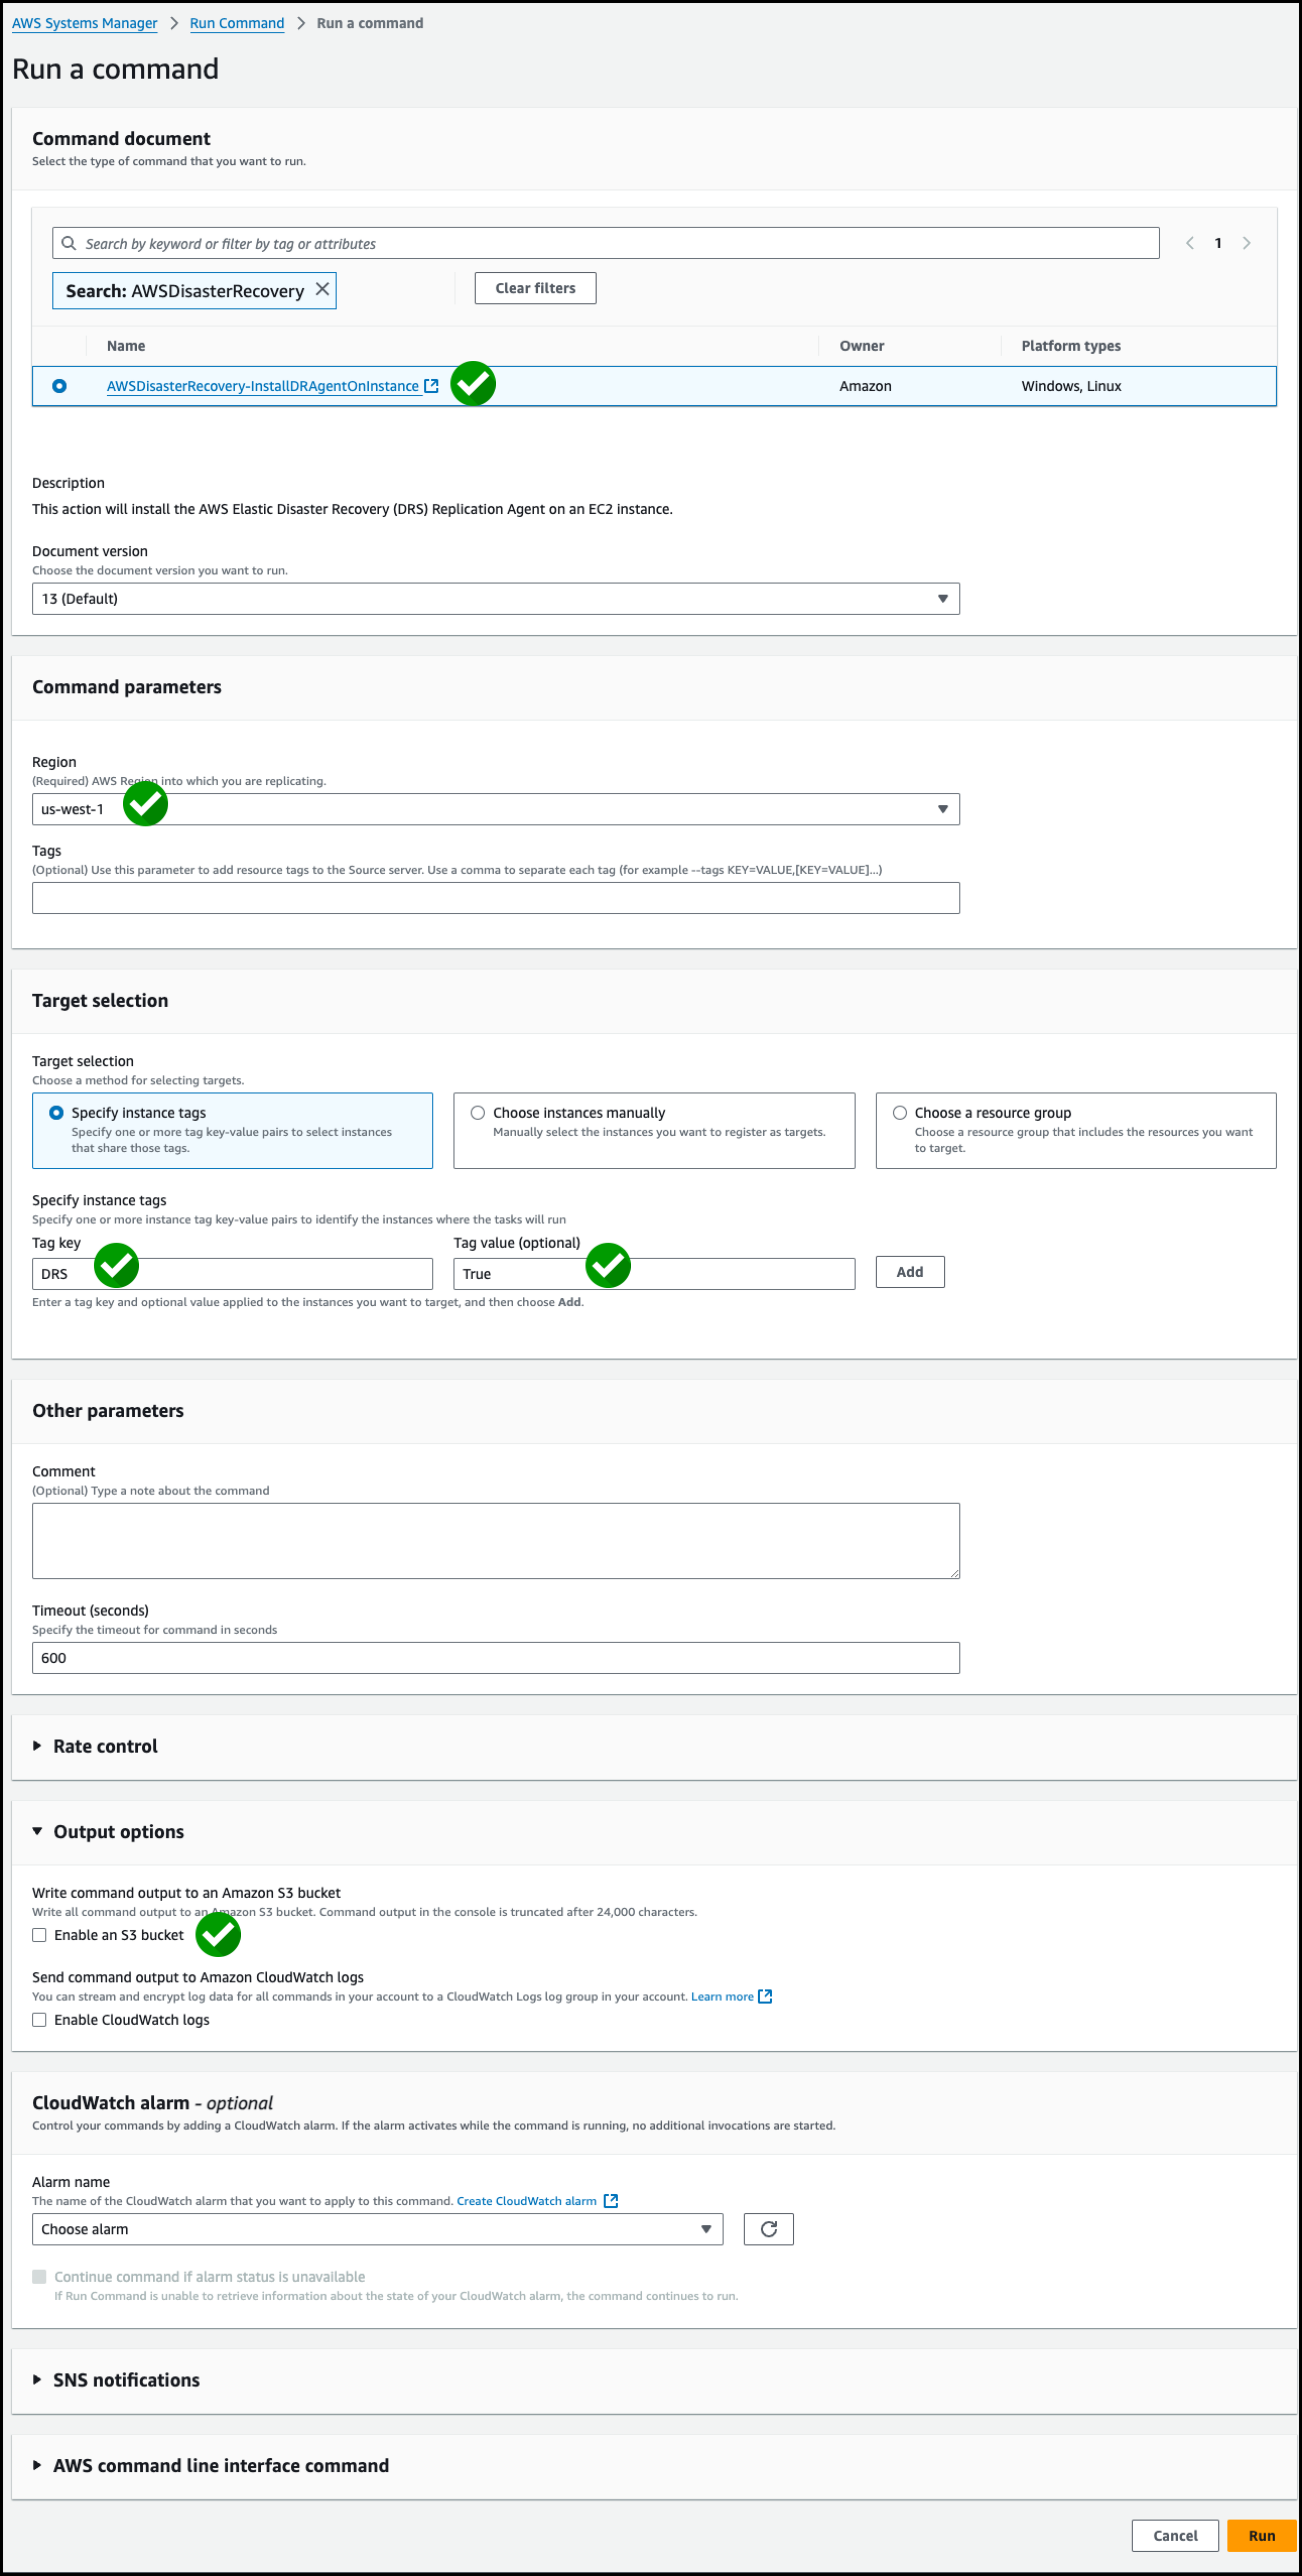 AWS Systems Manager > Run Command > Run a command
Run a command
Command document
Select the type of command that you want to run.
Search by keyword or filter by tag or attributes
1
Search: AWSDisasterRecovery
Clear filters
Name Owner Platform types
AWSDisasterRecovery-InstallDRAgentOnInstance Amazon Windows, Linux
Description
This action will install the AWS Elastic Disaster Recovery (DRS) Replication Agent on an EC2 instance.
Document version
Choose the document version you want to run.
13 (Default)
Command parameters
Region
(Required) AWS Region into which you are replicating.
us-west-1
Tags
(Optional) Use this parameter to add resource tags to the Source server. Use a comma to separate each tag (for example --tags KEY=VALUE,[KEY=VALUE]...)
Target selection
Target selection
Choose a method for selecting targets.
Specify instance tags
Specify one or more tag key-value pairs to select instances
that share those tags.
Choose instances manually
Manually select the instances you want to register as targets.
Choose a resource group
Choose a resource group that includes the resources you want
to target.
Specify instance tags
Specify one or more instance tag key-value pairs to identify the instances where the tasks will run
Tag key Tag value (optional)
DRS True Add
Enter a tag key and optional value applied to the instances you want to target, and then choose Add.
Other parameters
Comment
(Optional) Type a note about the command
Timeout (seconds)
Specify the timeout for command in seconds
600
Rate control
Output options
Write command output to an Amazon S3 bucket
Write all command output to an Amazon S3 bucket. Command output in the console is truncated after 24,000 characters.
Enable an S3 bucket
Send command output to Amazon CloudWatch logs
You can stream and encrypt log data for all commands in your account to a CloudWatch Logs log group in your account. Learn more
Enable CloudWatch logs
CloudWatch alarm - optional
Control your commands by adding a CloudWatch alarm. If the alarm activates while the command is running, no additional invocations are started.
Alarm name
The name of the CloudWatch alarm that you want to apply to this command. Create CloudWatch alarm
Choose alarm
Continue command if alarm status is unavailable
If Run Command is unable to retrieve information about the state of your CloudWatch alarm, the command continues to run.
SNS notifications
AWS command line interface command
Cancel Run